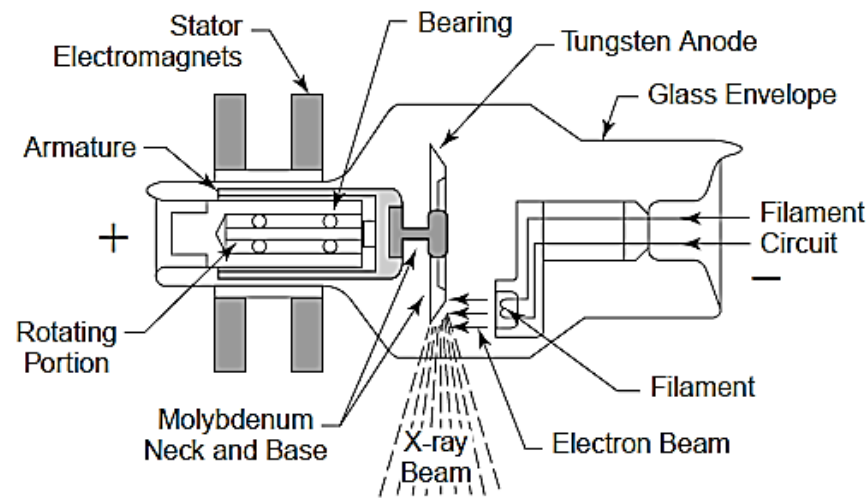 Stator
Electromagnets
Bearing
Tungsten Anode
Glass Envelope
Armature
+
Filament
Circuit
−
Rotating
Portion
Molybdenum
Neck and Base
X-ray
Beam
Electron Beam
Filament